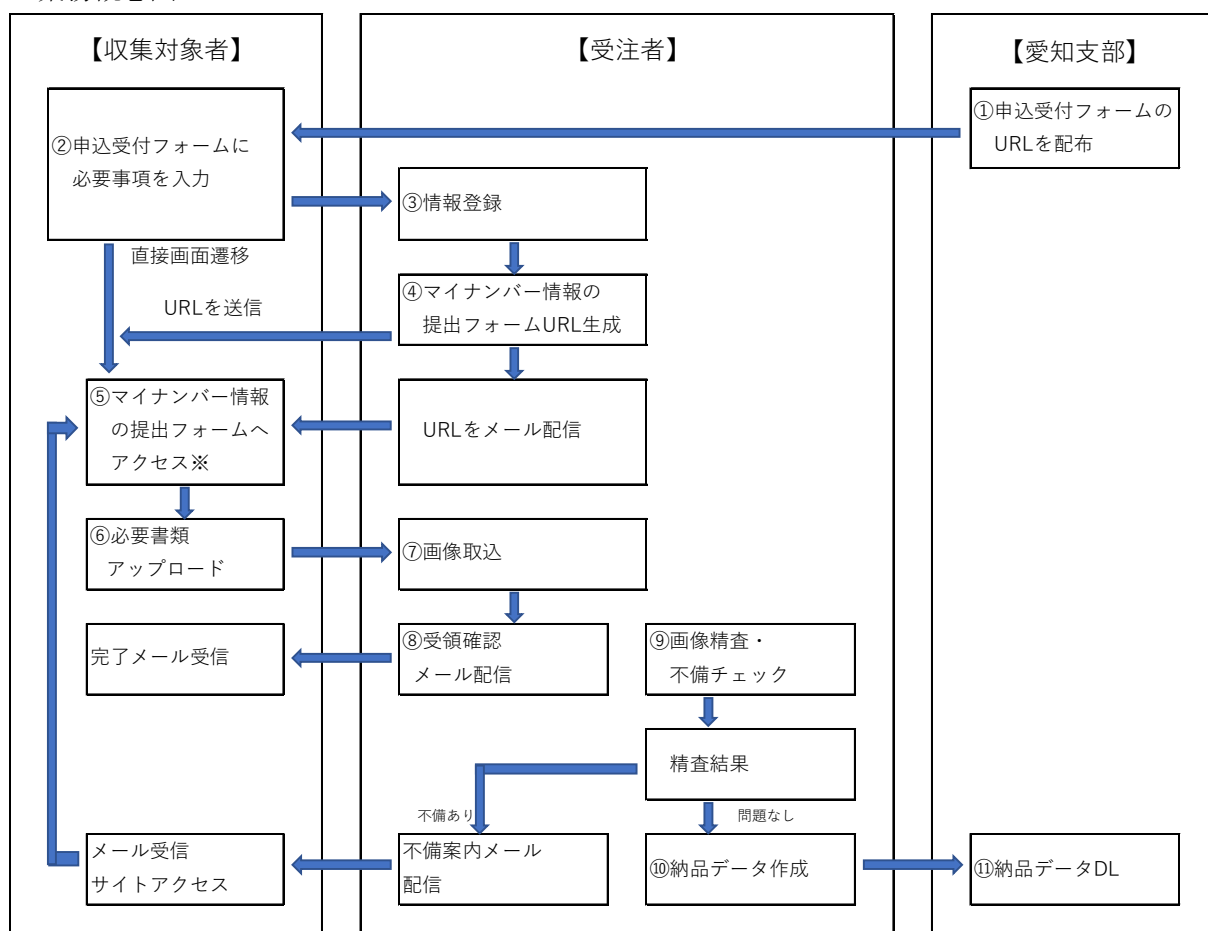 【収集対象者】
【受注者】
【愛知支部】
①申込受付フォームの
URLを配布
②申込受付フォームに
必要事項を入力
③情報登録
直接画面遷移
URLを送信
④マイナンバー情報の
提出フォームURL生成
⑤マイナンバー情報
の提出フォームへ
アクセス※
URLをメール配信
⑥必要書類
アップロード
⑦画像取込
完了メール受信
⑧受領確認
メール配信
⑨画像精査・
不備チェック
精査結果
不備あり
問題なし
メール受信
サイトアクセス
不備案内メール
配信
⑩納品データ作成
⑪納品データDL